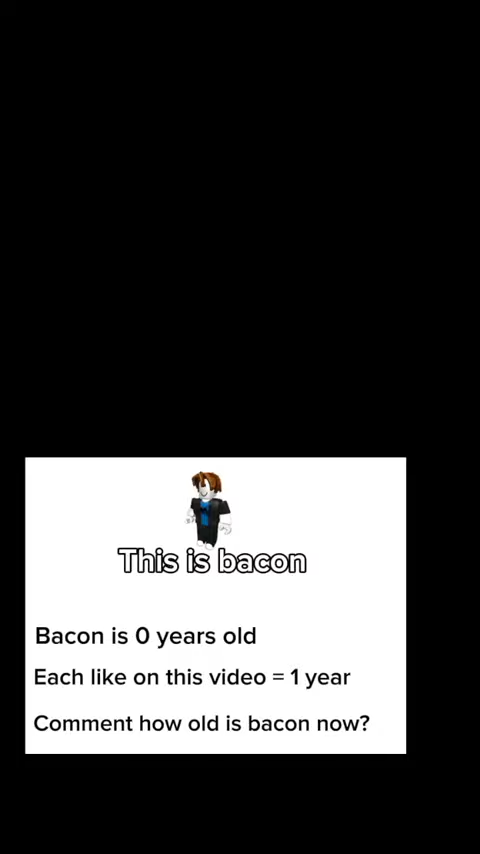 This is bacon
Bacon is 0 years old
Each like on this video = 1 year
Comment how old is bacon now?